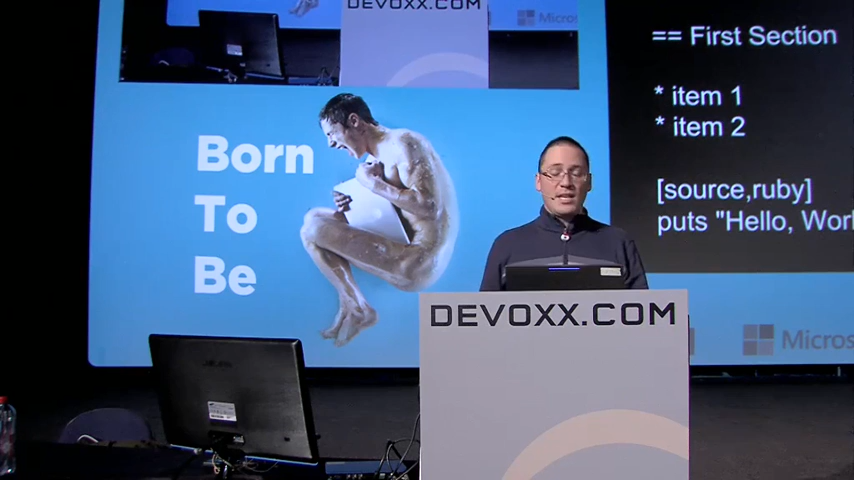 DEVOXX.COM
Microsoft
Born
To
Be
== First Section
* item 1
* item 2
[source,ruby]
puts "Hello, Worl
DEVOXX.COM
Micros